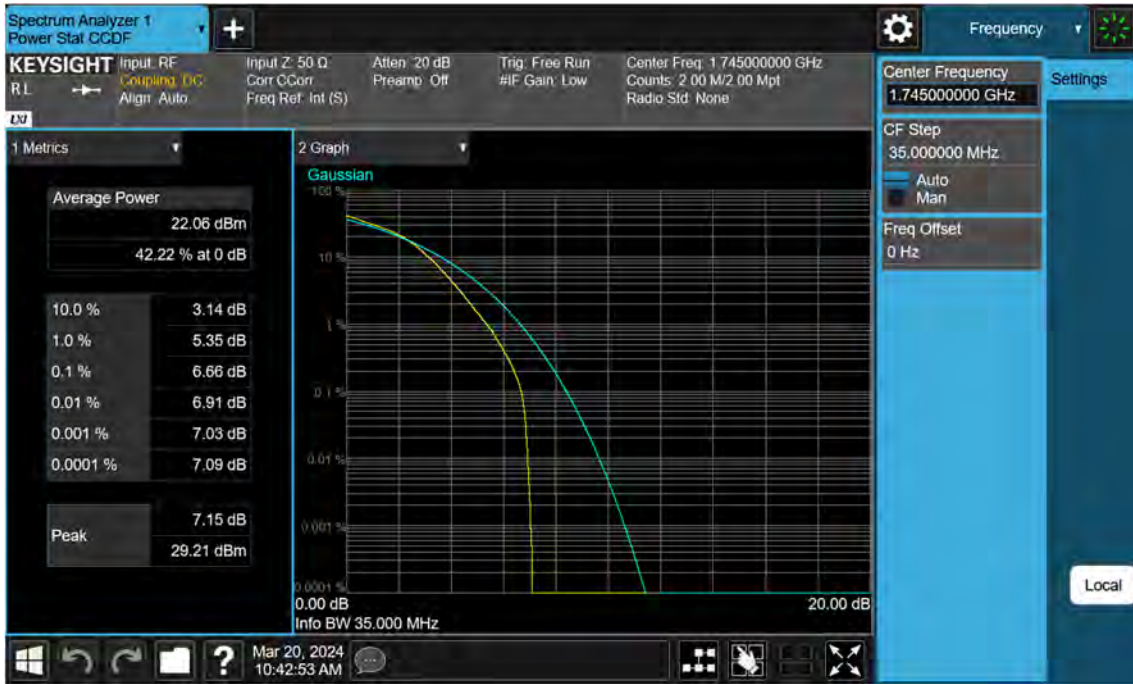 Spectrum Analyzer 1
Power Stat CCDF
Frequency
KEYSIGHT
RL
LXI
Input: RF
Coupling: DC
Align: Auto
Input Z: 50 Ω
Corr CCorr
Freq Ref: Int (S)
Atten: 20 dB
Preamp: Off
Trig: Free Run
#IF Gain: Low
Center Freq: 1.745000000 GHz
Counts: 2.00 M/2.00 Mpt
Radio Std: None
Center Frequency
1.745000000 GHz
Settings
CF Step
35.000000 MHz
Auto
Man
Freq Offset
0 Hz
1 Metrics
Average Power
22.06 dBm
42.22 % at 0 dB
10.0 % 3.14 dB
1.0 % 5.35 dB
0.1 % 6.66 dB
0.01 % 6.91 dB
0.001 % 7.03 dB
0.0001 % 7.09 dB
Peak
7.15 dB
29.21 dBm
2 Graph
Gaussian
100 %
10 %
1 %
0.1 %
0.01 %
0.001 %
0.0001 %
0.00 dB 20.00 dB
Info BW 35.000 MHz
Local
?
Mar 20, 2024
10:42:53 AM